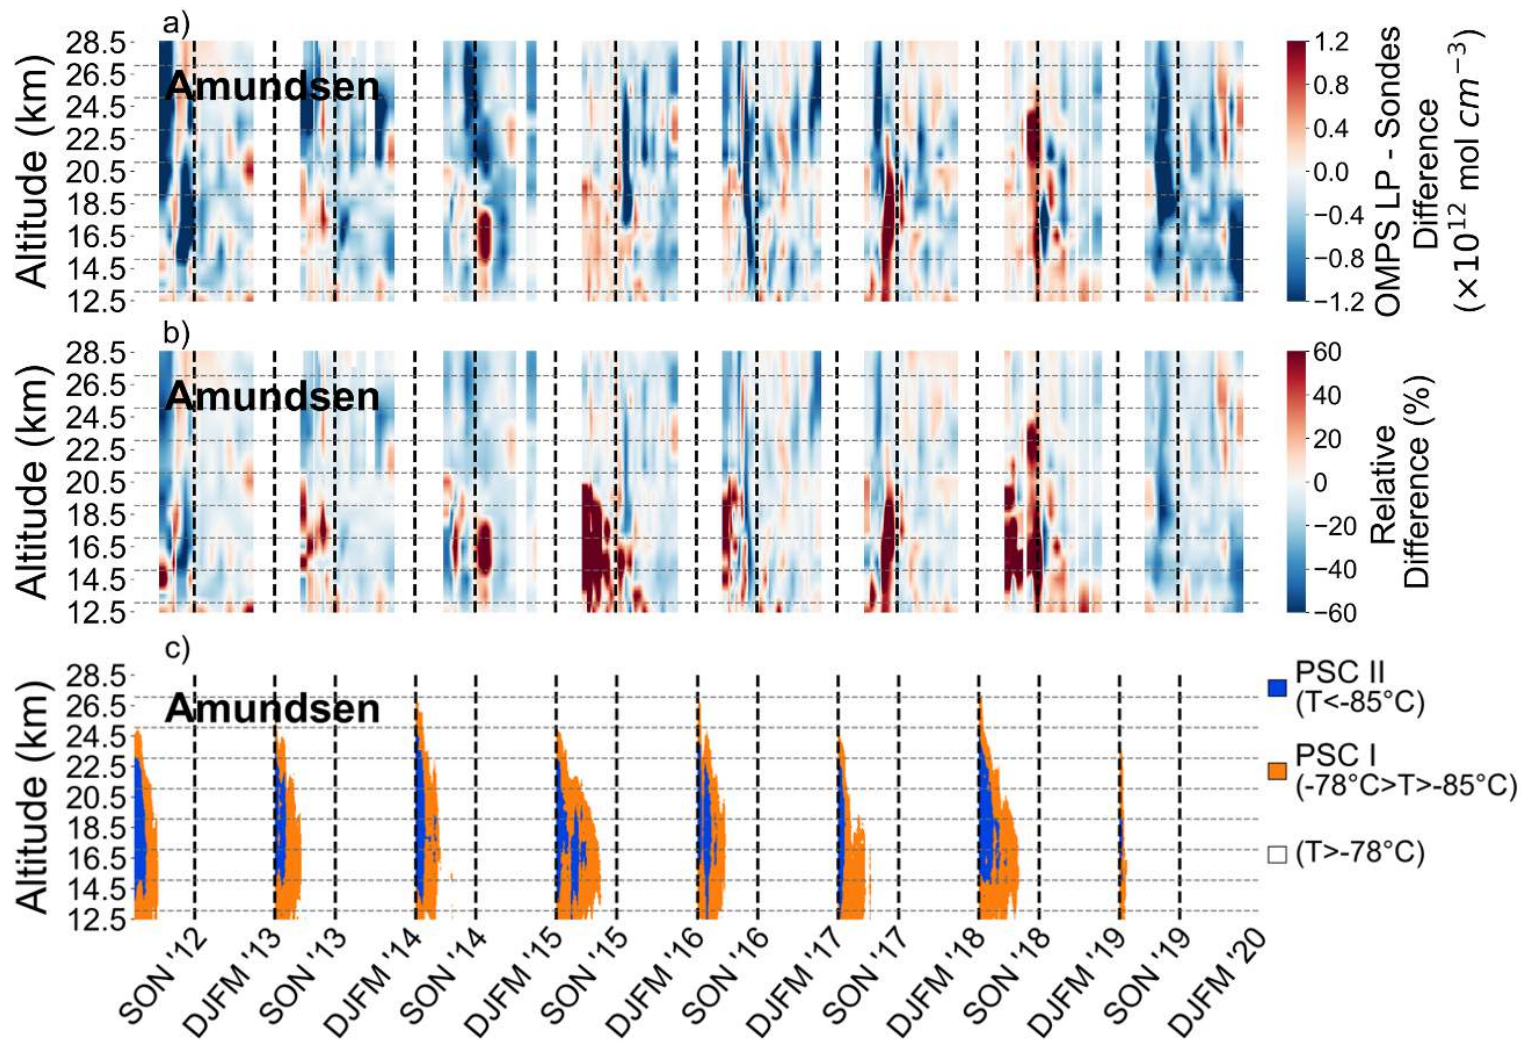 a)
28.5
26.5
24.5
22.5
20.5
18.5
16.5
14.5
12.5
Altitude (km)
Amundsen
1.2
0.8
0.4
0.0
−0.4
−0.8
−1.2
OMPS LP - Sondes
Difference
(×10¹² mol cm⁻³)
b)
28.5
26.5
24.5
22.5
20.5
18.5
16.5
14.5
12.5
Altitude (km)
Amundsen
60
40
20
0
−20
−40
−60
Relative
Difference (%)
c)
28.5
26.5
24.5
22.5
20.5
18.5
16.5
14.5
12.5
Altitude (km)
Amundsen
PSC II
(T<-85°C)
PSC I
(-78°C>T>-85°C)
(T>-78°C)
SON '12
DJFM '13
SON '13
DJFM '14
SON '14
DJFM '15
SON '15
DJFM '16
SON '16
DJFM '17
SON '17
DJFM '18
SON '18
DJFM '19
SON '19
DJFM '20